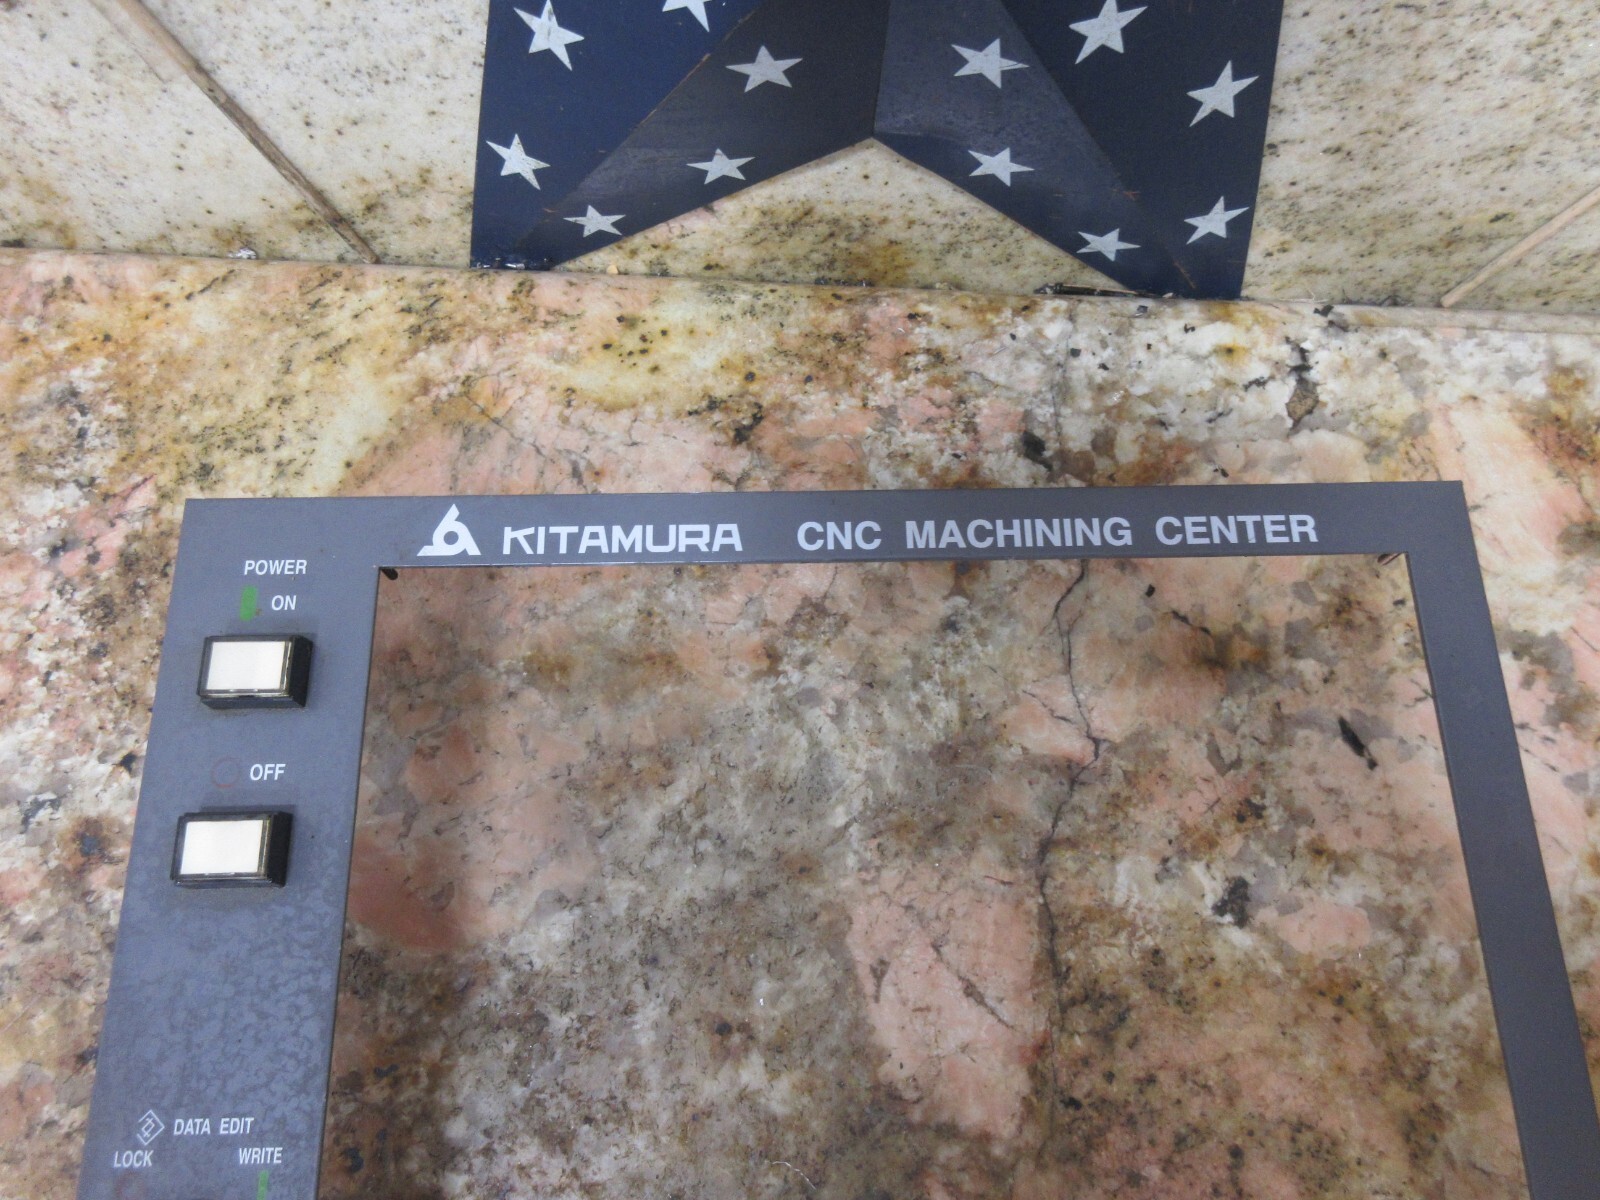 KITAMURA CNC MACHINING CENTER
POWER
ON
OFF
DATA EDIT
LOCK WRITE